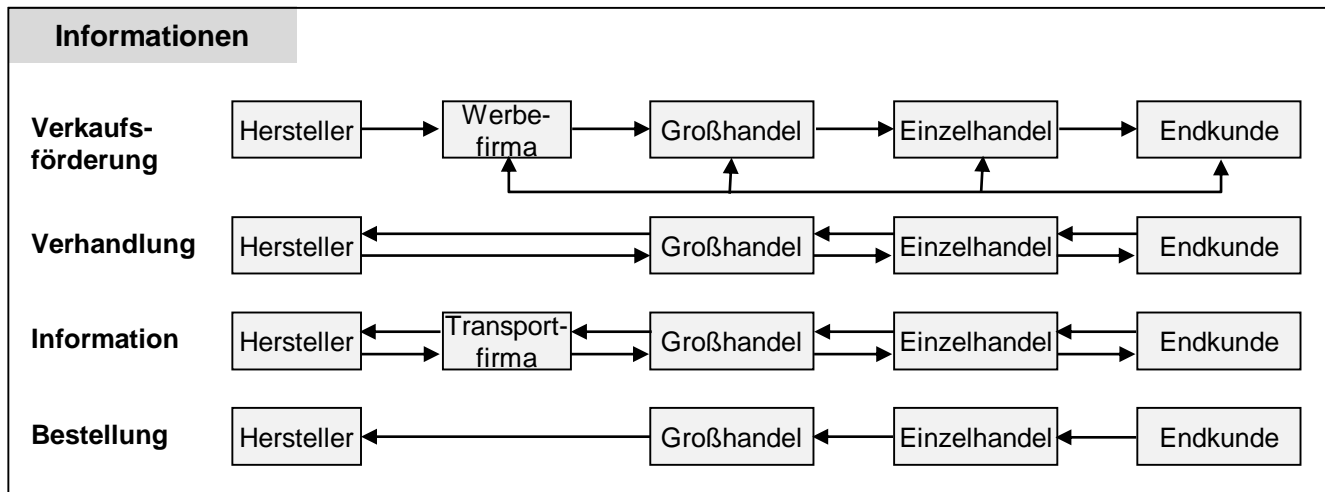 Informationen
Verkaufs-
förderung
Hersteller
Werbe-
firma
Großhandel
Einzelhandel
Endkunde
Verhandlung
Hersteller
Großhandel
Einzelhandel
Endkunde
Information
Hersteller
Transport-
firma
Großhandel
Einzelhandel
Endkunde
Bestellung
Hersteller
Großhandel
Einzelhandel
Endkunde